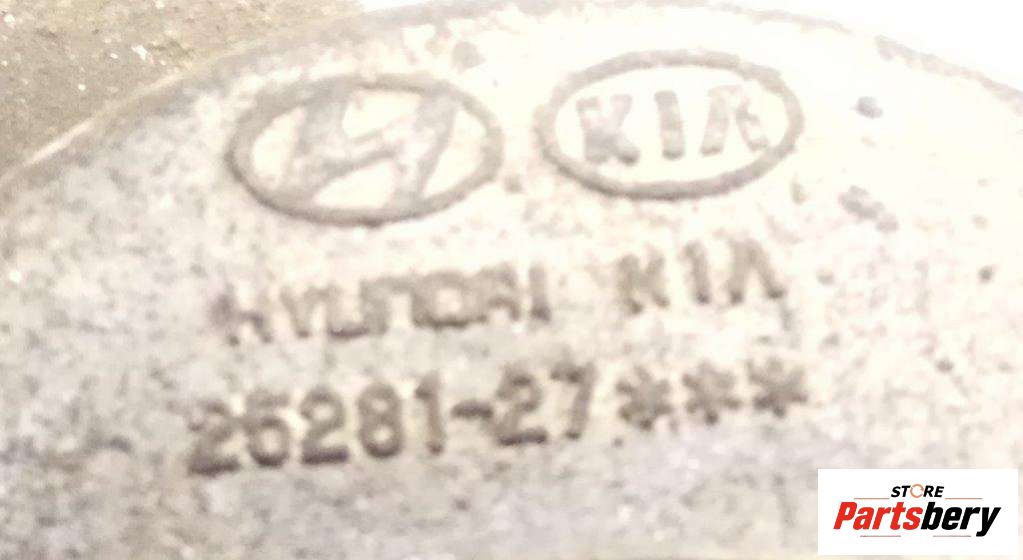 KIA
HYUNDAI KIA
25281-27***
STORE
Partsbery